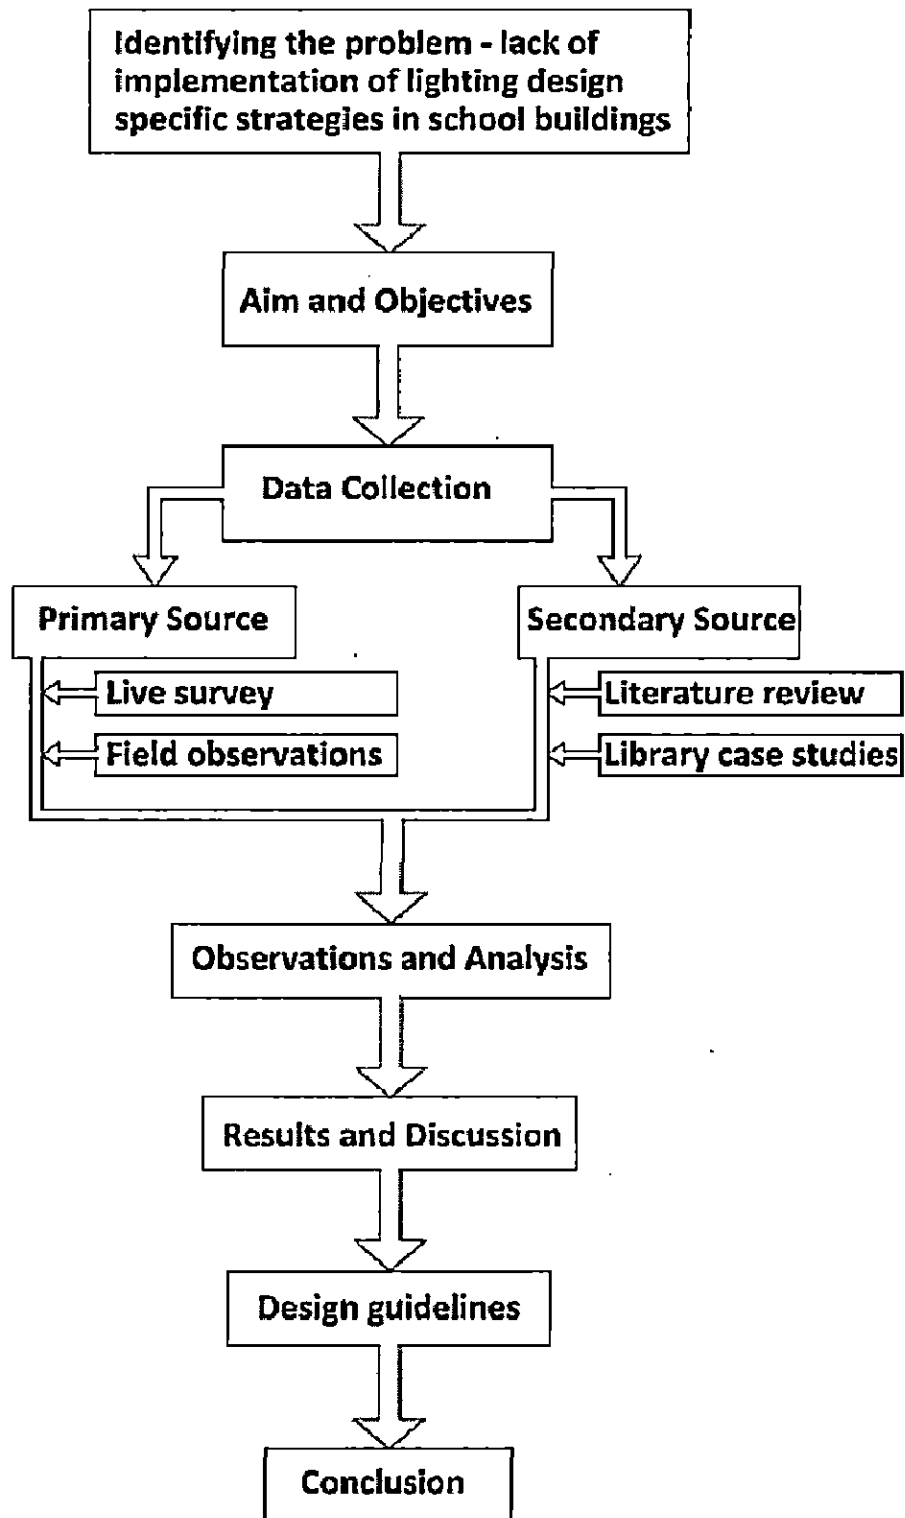 Identifying the problem - lack of
implementation of lighting design
specific strategies in school buildings
Aim and Objectives
Data Collection
Primary Source
Live survey
Field observations
Secondary Source
Literature review
Library case studies
Observations and Analysis
Results and Discussion
Design guidelines
Conclusion